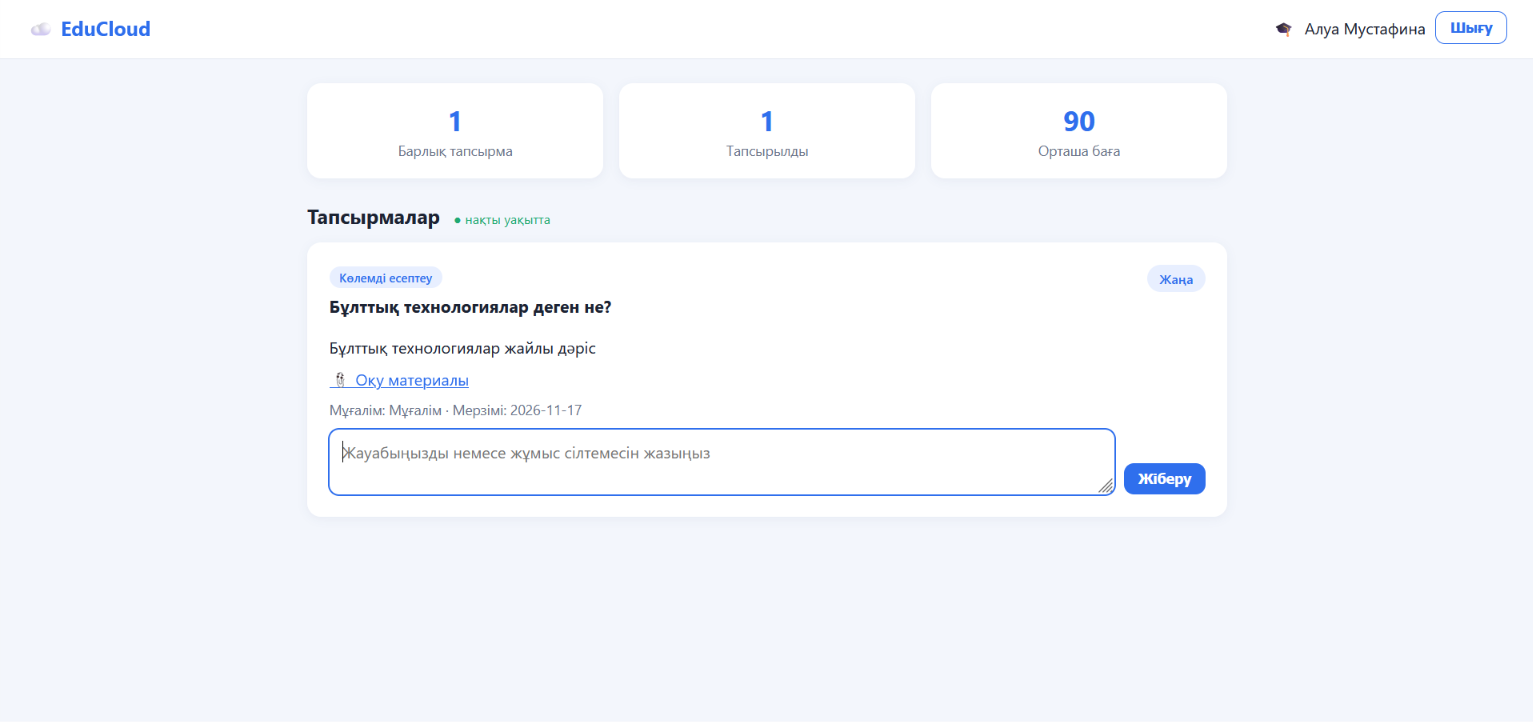 EduCloud
Алуа Мустафина
Шығу
1
Барлық тапсырма
1
Тапсырылды
90
Орташа баға
Тапсырмалар
● нақты уақытта
Көлемді есептеу
Жаңа
Бұлттық технологиялар деген не?
Бұлттық технологиялар жайлы дәріс
Оқу материалы
Мұғалім: Мұғалім · Мерзімі: 2026-11-17
Жауабыңызды немесе жұмыс сілтемесін жазыңыз
Жіберу